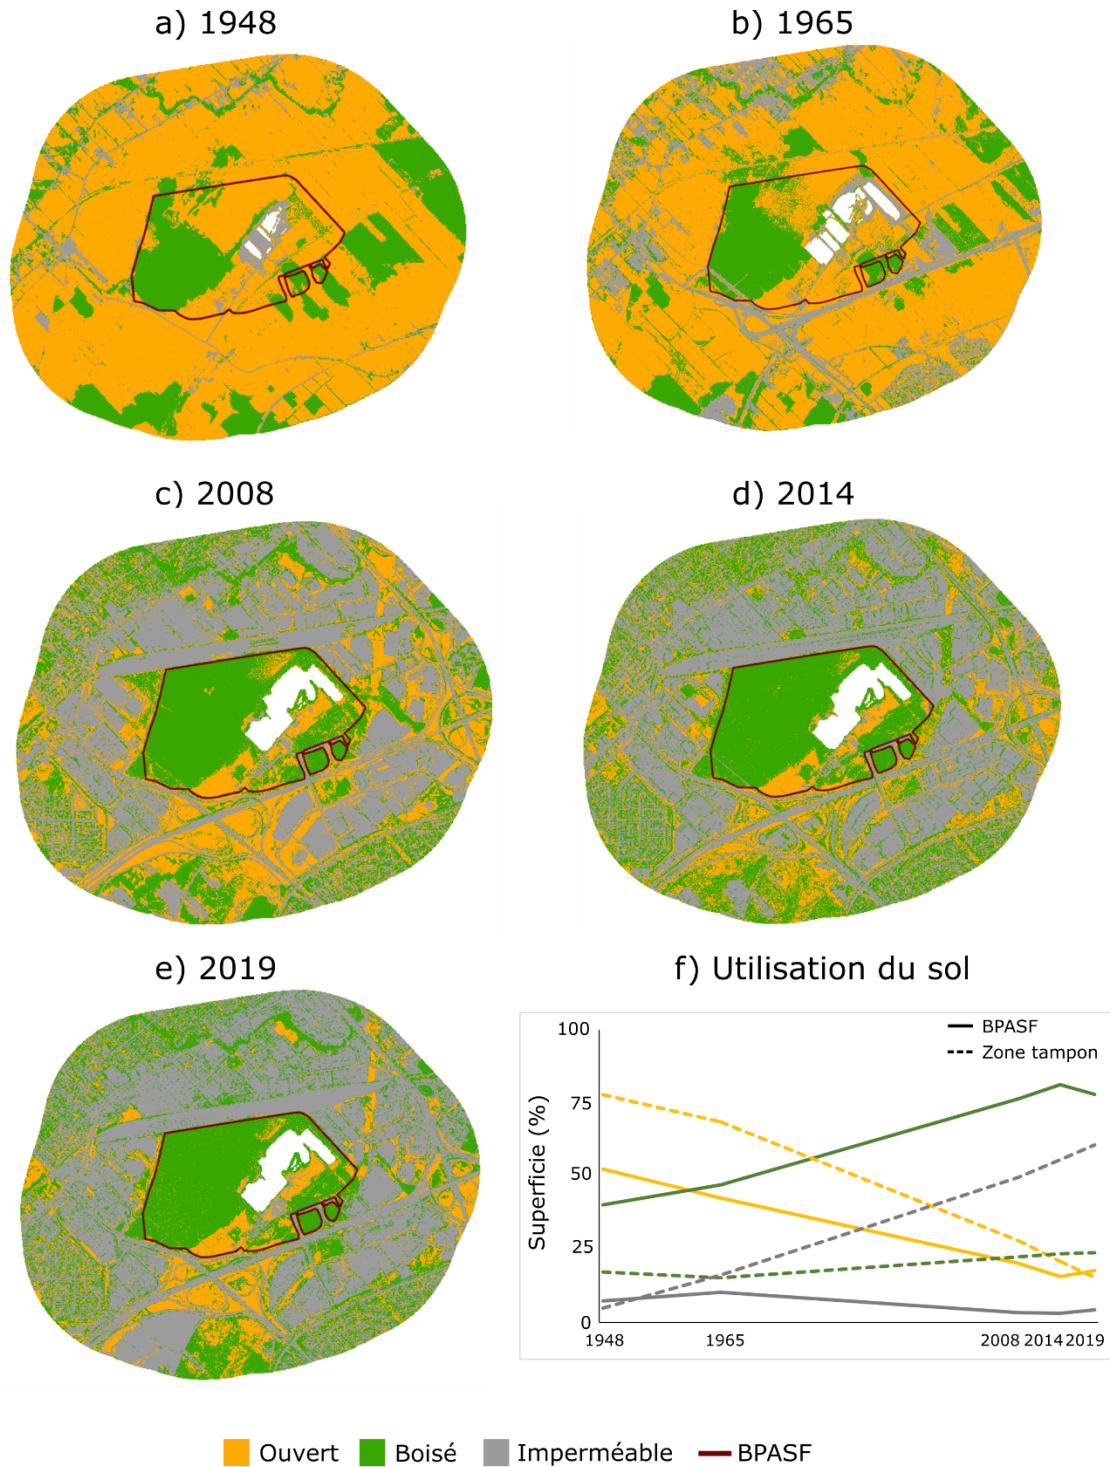 a) 1948
b) 1965
c) 2008
d) 2014
e) 2019
f) Utilisation du sol
BPASF
Zone tampon
Superficie (%)
100
75
50
25
0
1948
1965
2008
2014
2019
Ouvert
Boisé
Imperméable
BPASF